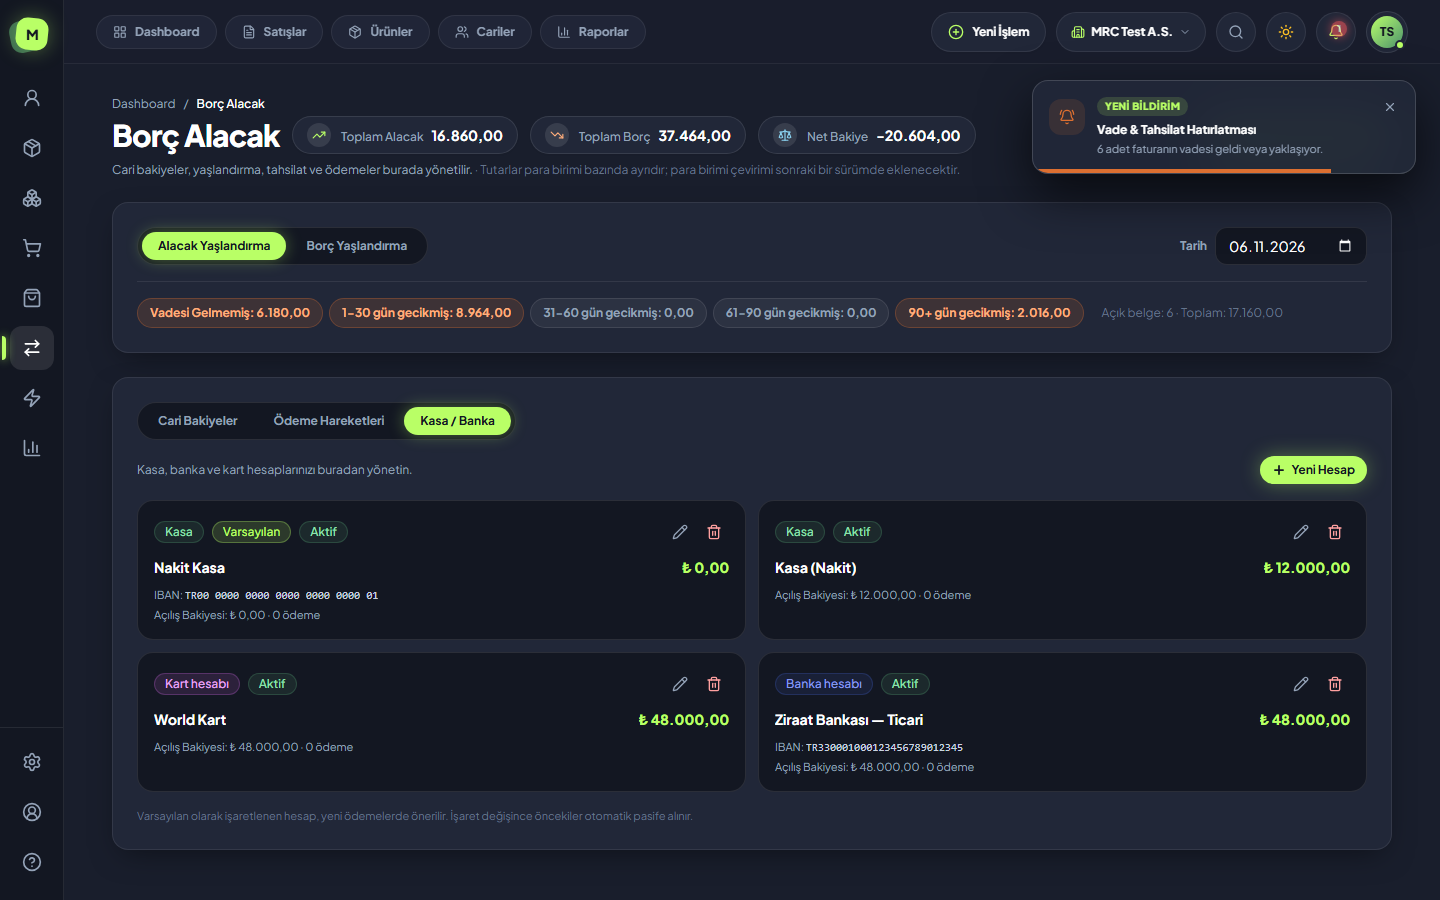 M
Dashboard
Satışlar
Ürünler
Cariler
Raporlar
Yeni İşlem
MRC Test A.S.
TS
Dashboard / Borç Alacak
Borç Alacak
Toplam Alacak 16.860,00
Toplam Borç 37.464,00
Net Bakiye -20.604,00
Cari bakiyeler, yaşlandırma, tahsilat ve ödemeler burada yönetilir. · Tutarlar para birimi bazında ayrıdır; para birimi çevirimi sonraki bir sürümde eklenecektir.
YENİ BİLDİRİM
Vade & Tahsilat Hatırlatması
6 adet faturanın vadesi geldi veya yaklaşıyor.
Alacak Yaşlandırma
Borç Yaşlandırma
Tarih 06.11.2026
Vadesi Gelmemiş: 6.180,00
1-30 gün gecikmiş: 8.964,00
31-60 gün gecikmiş: 0,00
61-90 gün gecikmiş: 0,00
90+ gün gecikmiş: 2.016,00
Açık belge: 6 · Toplam: 17.160,00
Cari Bakiyeler
Ödeme Hareketleri
Kasa / Banka
Kasa, banka ve kart hesaplarınızı buradan yönetin.
+ Yeni Hesap
Kasa Varsayılan Aktif
Nakit Kasa ₺ 0,00
IBAN: TR00 0000 0000 0000 0000 0000 01
Açılış Bakiyesi: ₺ 0,00 · 0 ödeme
Kasa Aktif
Kasa (Nakit) ₺ 12.000,00
Açılış Bakiyesi: ₺ 12.000,00 · 0 ödeme
Kart hesabı Aktif
World Kart ₺ 48.000,00
Açılış Bakiyesi: ₺ 48.000,00 · 0 ödeme
Banka hesabı Aktif
Ziraat Bankası — Ticari ₺ 48.000,00
IBAN: TR330001000123456789012345
Açılış Bakiyesi: ₺ 48.000,00 · 0 ödeme
Varsayılan olarak işaretlenen hesap, yeni ödemelerde önerilir. İşaret değişince öncekiler otomatik pasife alınır.